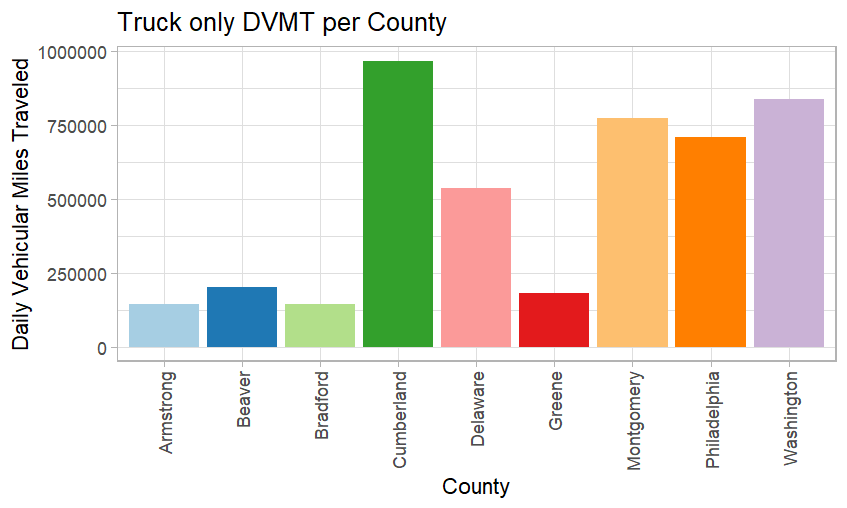 Truck only DVMT per County
Daily Vehicular Miles Traveled
1000000
750000
500000
250000
0
Armstrong
Beaver
Bradford
Cumberland
Delaware
Greene
Montgomery
Philadelphia
Washington
County